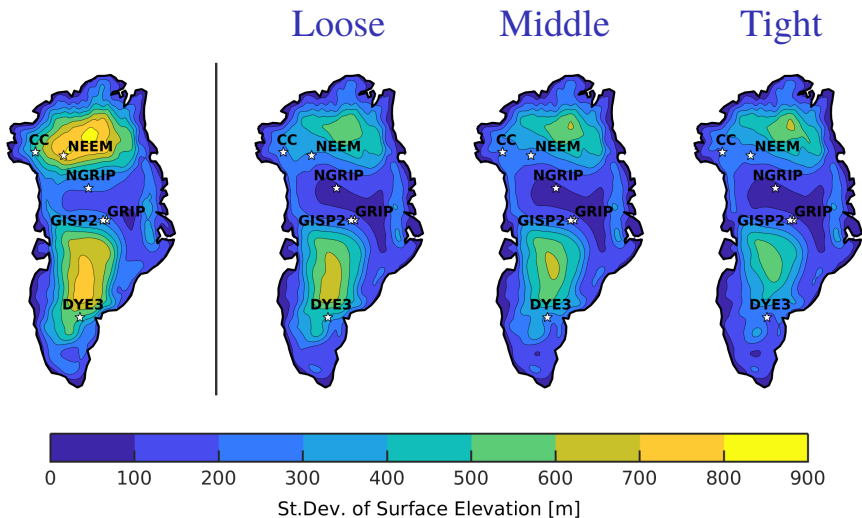 Loose Middle Tight
CC NEEM CC NEEM CC NEEM CC NEEM
NGRIP NGRIP NGRIP NGRIP
GISP2 GRIP GISP2 GRIP GISP2 GRIP GISP2 GRIP
DYE3 DYE3 DYE3 DYE3
0 100 200 300 400 500 600 700 800 900
St.Dev. of Surface Elevation [m]